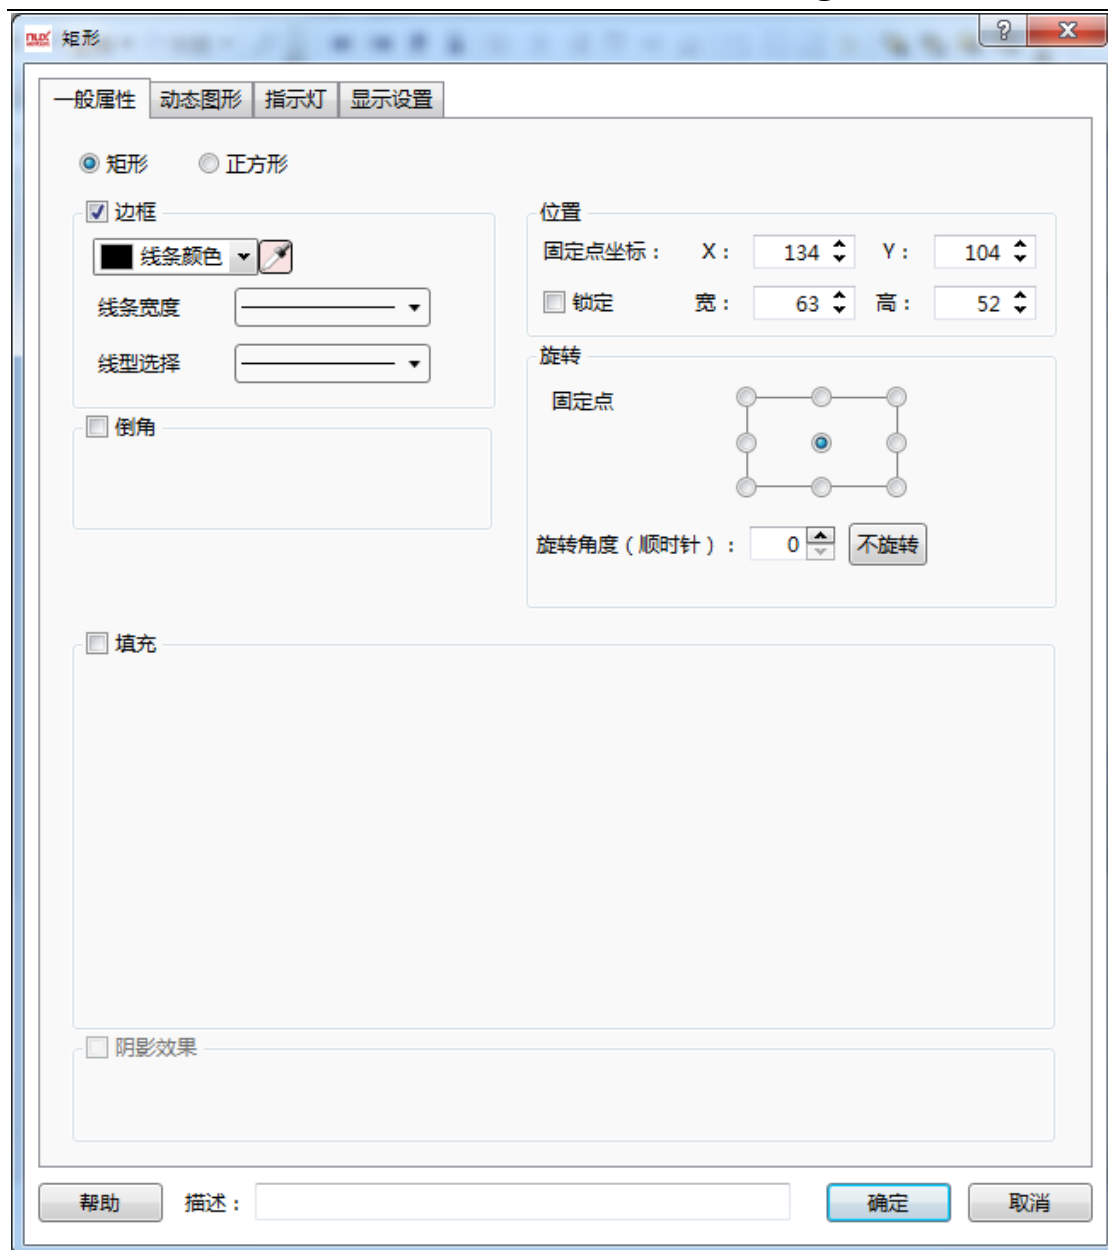 矩形
一般属性 动态图形 指示灯 显示设置
矩形 正方形
边框
线条颜色
线条宽度
线型选择
倒角
位置
固定点坐标： X： 134 Y： 104
锁定 宽： 63 高： 52
旋转
固定点
旋转角度（顺时针）： 0 不旋转
填充
阴影效果
帮助 描述： 确定 取消